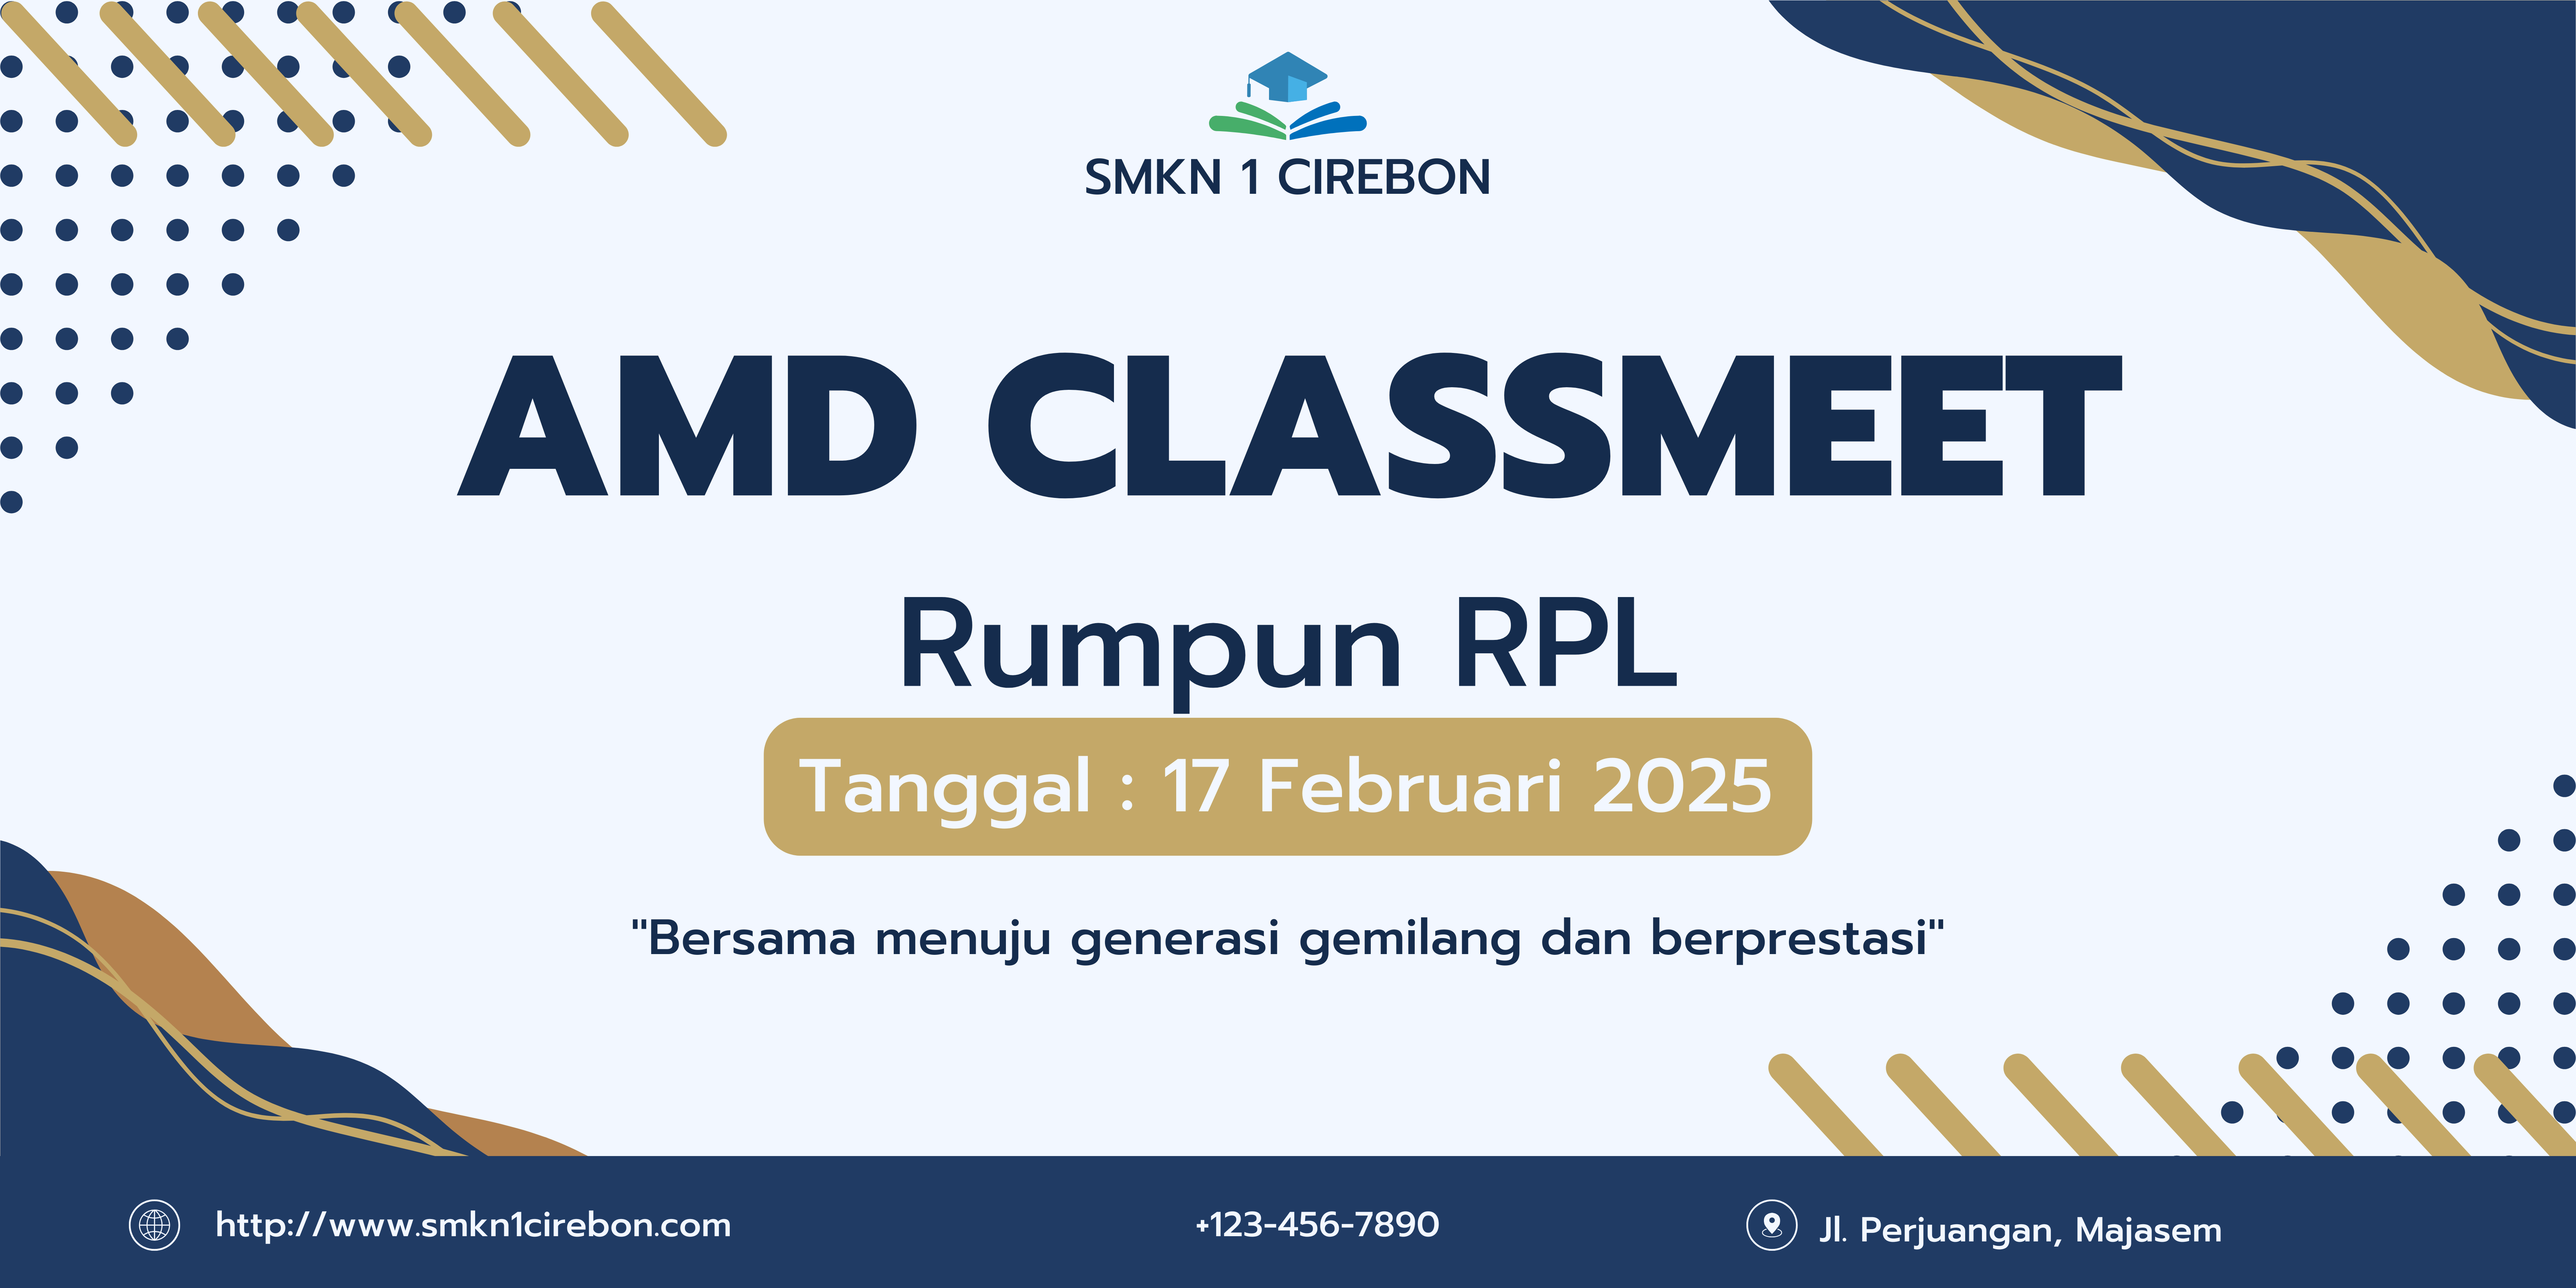 SMKN 1 CIREBON
AMD CLASSMEET
Rumpun RPL
Tanggal : 17 Februari 2025
"Bersama menuju generasi gemilang dan berprestasi"
http://www.smkn1cirebon.com
+123-456-7890
Jl. Perjuangan, Majasem